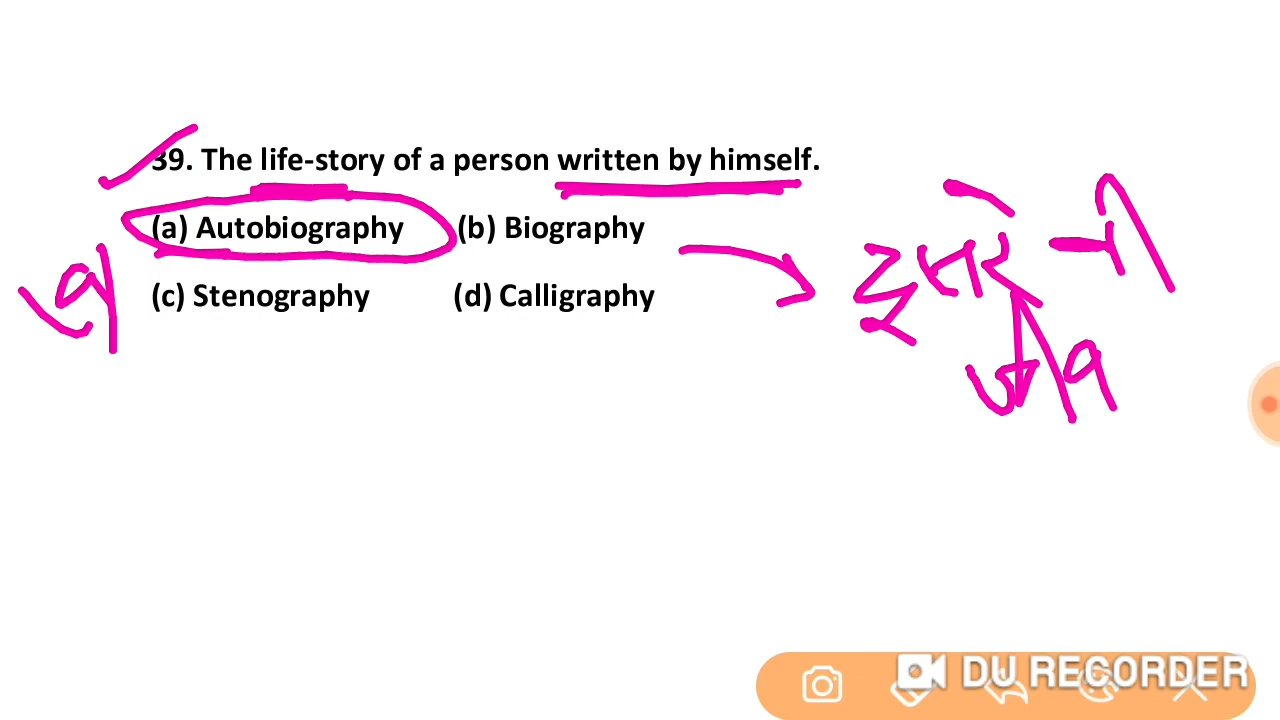 39. The life-story of a person written by himself.
(a) Autobiography (b) Biography
(c) Stenography (d) Calligraphy
DU RECORDER